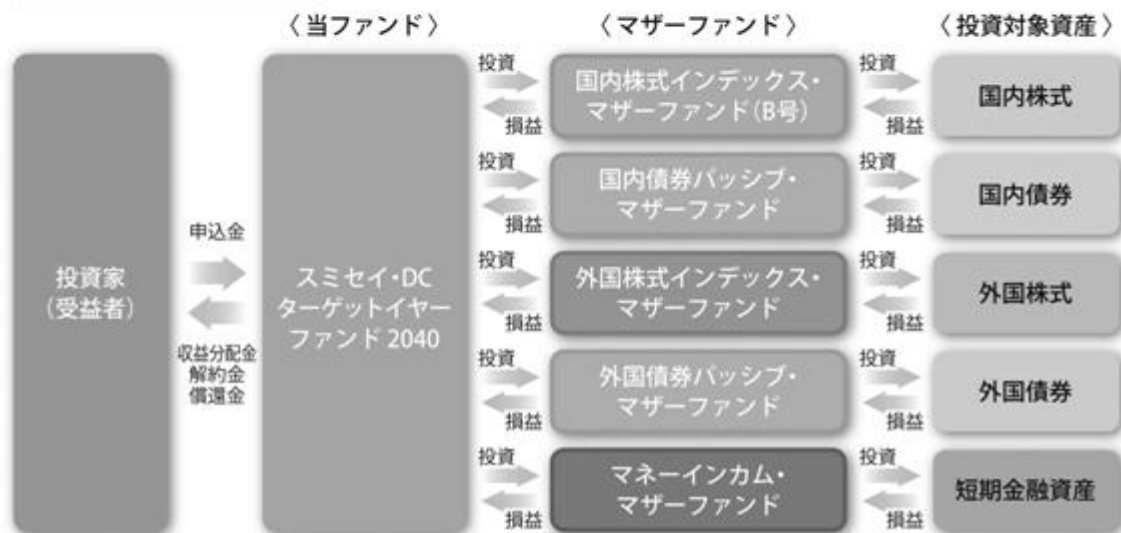 〈 当ファンド 〉
〈 マザーファンド 〉
〈 投資対象資産 〉
投資家
（受益者）
申込金
収益分配金
解約金
償還金
スミセイ・DC
ターゲットイヤー
ファンド 2040
投資
損益
国内株式インデックス・
マザーファンド（B号）
投資
損益
国内株式
投資
損益
国内債券パッシブ・
マザーファンド
投資
損益
国内債券
投資
損益
外国株式インデックス・
マザーファンド
投資
損益
外国株式
投資
損益
外国債券パッシブ・
マザーファンド
投資
損益
外国債券
投資
損益
マネーインカム・
マザーファンド
投資
損益
短期金融資産